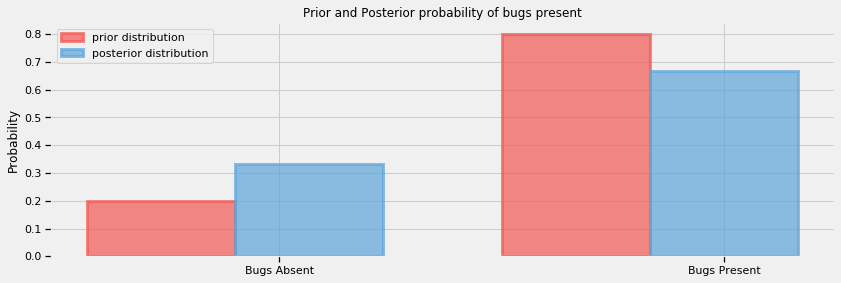 Prior and Posterior probability of bugs present
prior distribution
posterior distribution
Probability
0.8
0.7
0.6
0.5
0.4
0.3
0.2
0.1
0.0
Bugs Absent
Bugs Present